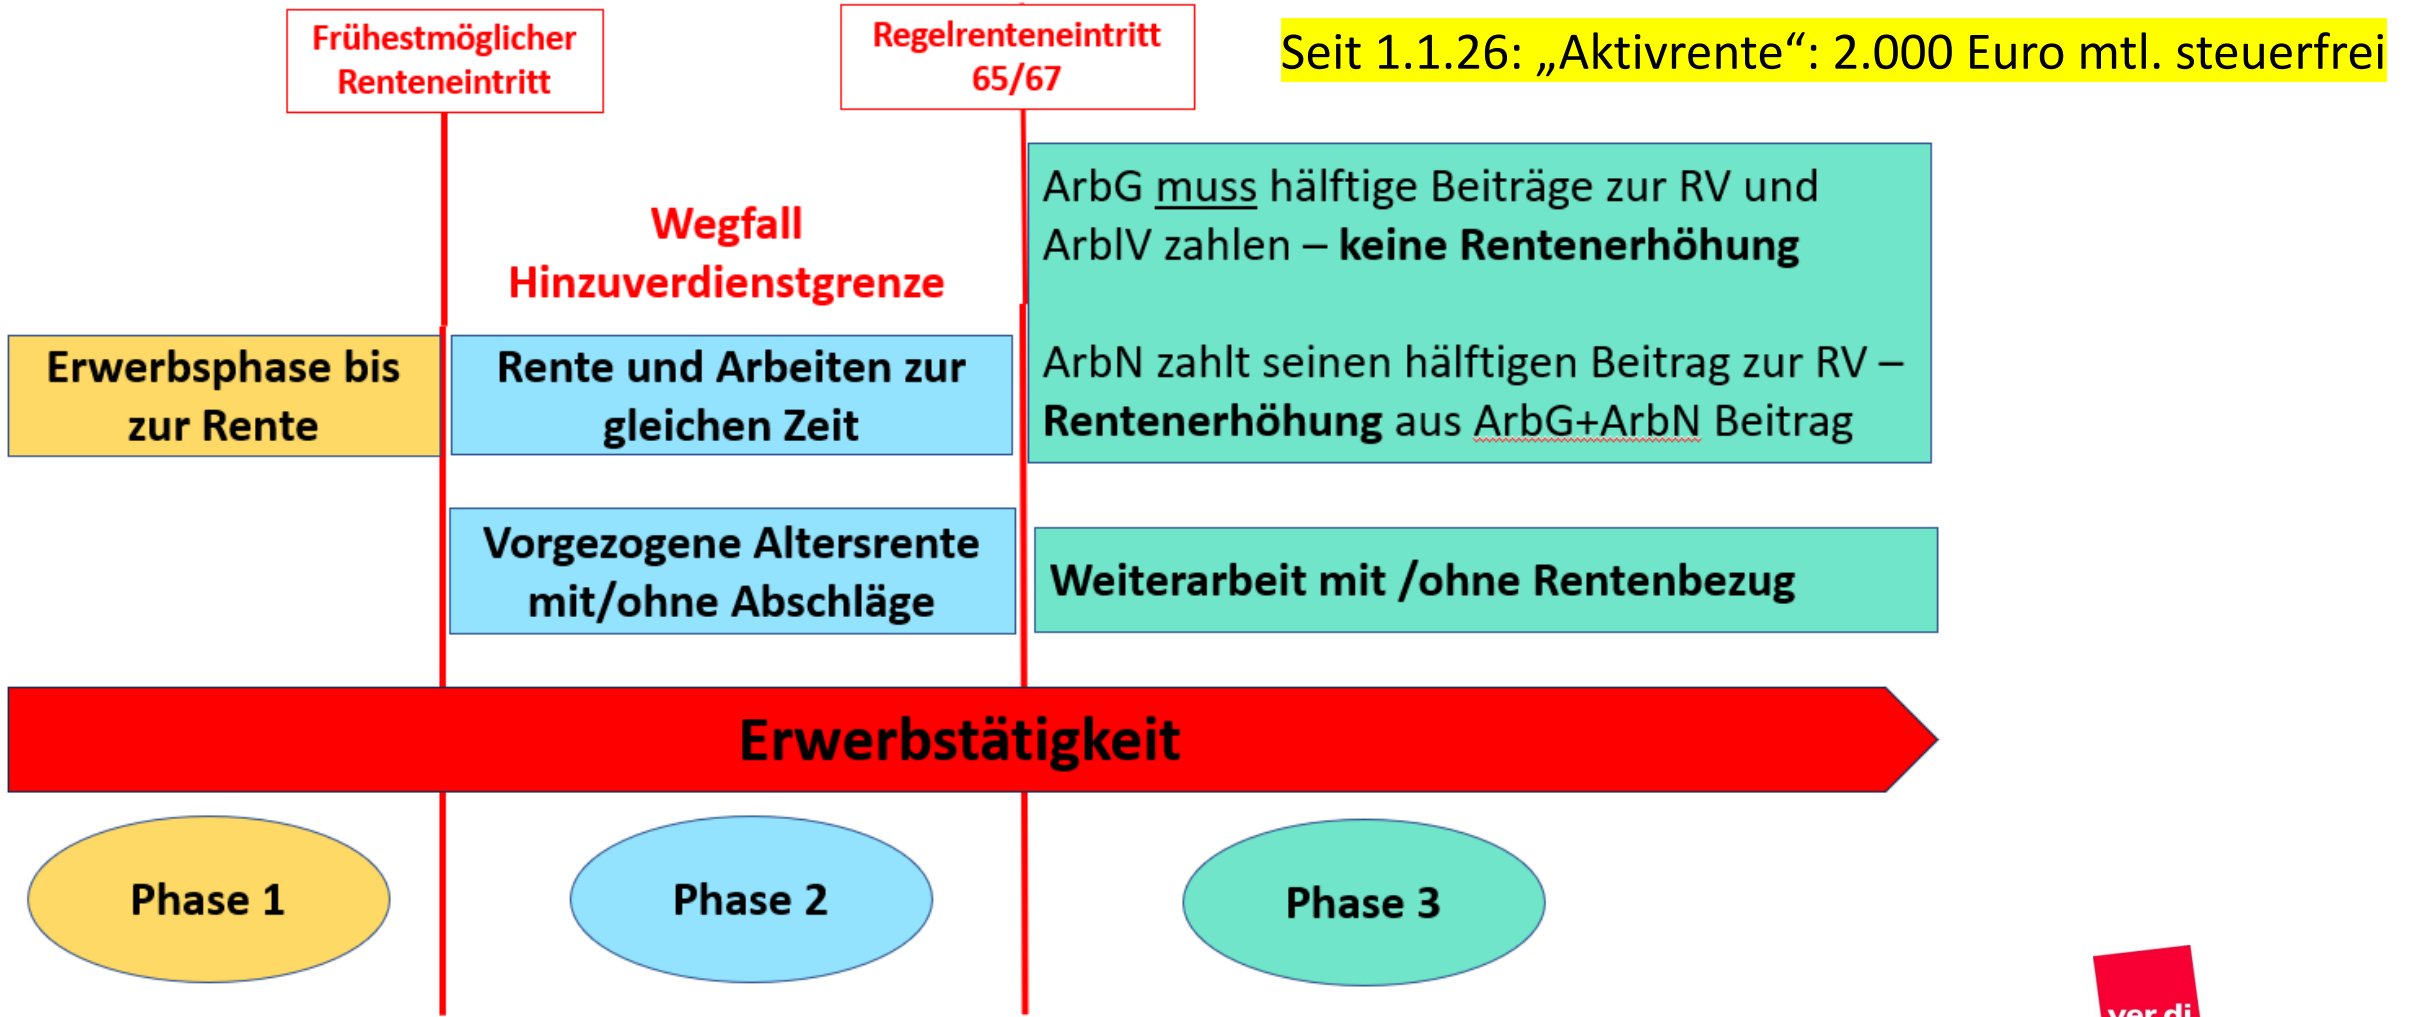 Frühestmöglicher
Renteneintritt
Regelrenteneintritt
65/67
Seit 1.1.26: „Aktivrente“: 2.000 Euro mtl. steuerfrei
Wegfall
Hinzuverdienstgrenze
ArbG muss hälftige Beiträge zur RV und
ArblV zahlen – keine Rentenerhöhung
ArbN zahlt seinen hälftigen Beitrag zur RV –
Rentenerhöhung aus ArbG+ArbN Beitrag
Erwerbsphase bis
zur Rente
Rente und Arbeiten zur
gleichen Zeit
Vorgezogene Altersrente
mit/ohne Abschläge
Weiterarbeit mit /ohne Rentenbezug
Erwerbstätigkeit
Phase 1
Phase 2
Phase 3
ver.di